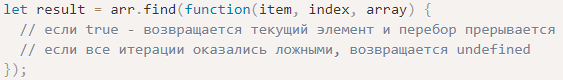 let result = arr.find(function(item, index, array) {
  // если true - возвращается текущий элемент и перебор прерывается
  // если все итерации оказались ложными, возвращается undefined
});